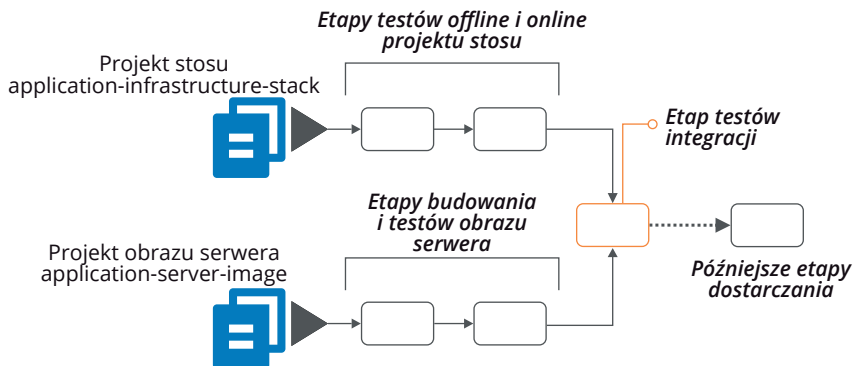 Etapy testów offline i online
projektu stosu
Projekt stosu
application-infrastructure-stack
Etap testów
integracji
Etapy budowania
i testów obrazu
serwera
Projekt obrazu serwera
application-server-image
Późniejsze etapy
dostarczania